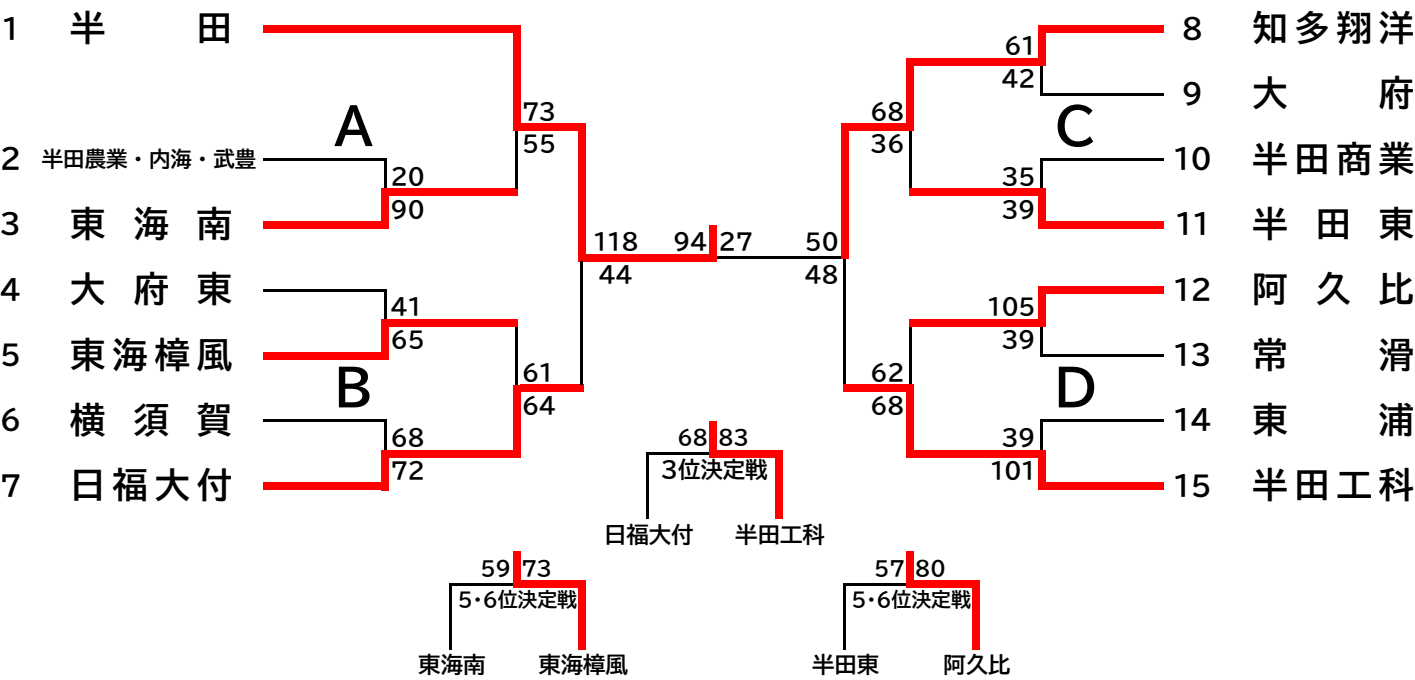 1 半田
2 半田農業・内海・武豊
3 東海南
4 大府東
5 東海樟風
6 横須賀
7 日福大付
A
B
73
55
20
90
41
65
61
64
68
72
118
44
94 27
50
48
68
36
62
68
61
42
35
39
105
39
39
101
C
D
8 知多翔洋
9 大府
10 半田商業
11 半田東
12 阿久比
13 常滑
14 東浦
15 半田工科
68 83
3位決定戦
日福大付 半田工科
59 73
5・6位決定戦
東海南 東海樟風
57 80
5・6位決定戦
半田東 阿久比